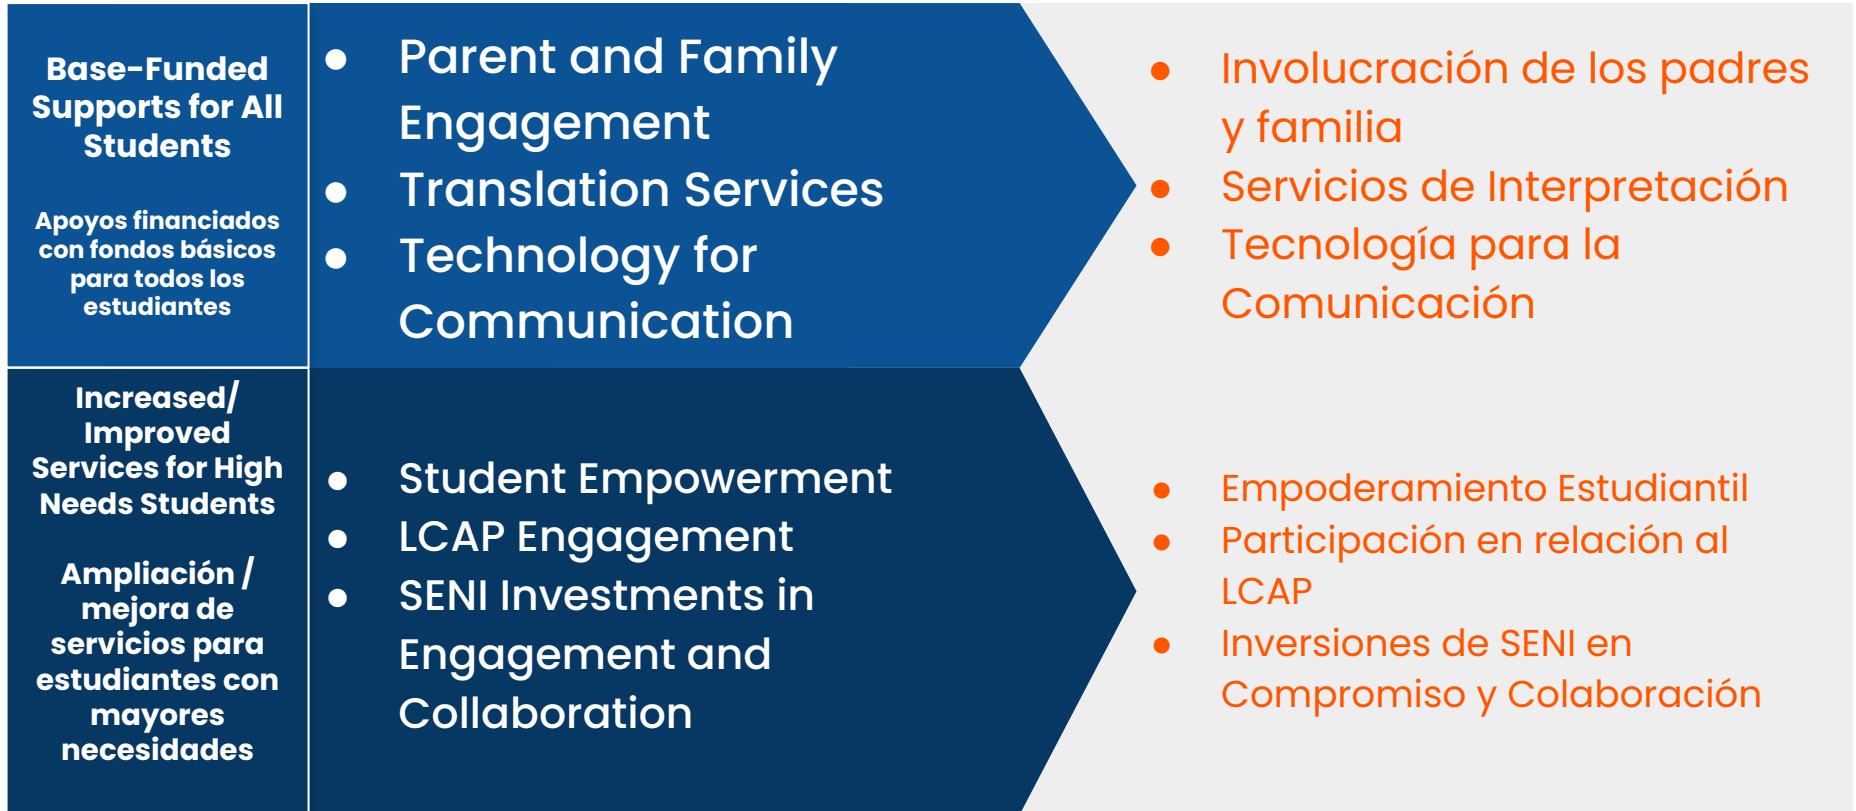 Base-Funded
Supports for All
Students
Apoyos financiados
con fondos básicos
para todos los
estudiantes
● Parent and Family
Engagement
● Translation Services
● Technology for
Communication
● Involucración de los padres
y familia
● Servicios de Interpretación
● Tecnología para la
Comunicación
Increased/
Improved
Services for High
Needs Students
Ampliación /
mejora de
servicios para
estudiantes con
mayores
necesidades
● Student Empowerment
● LCAP Engagement
● SENI Investments in
Engagement and
Collaboration
● Empoderamiento Estudiantil
● Participación en relación al
LCAP
● Inversiones de SENI en
Compromiso y Colaboración